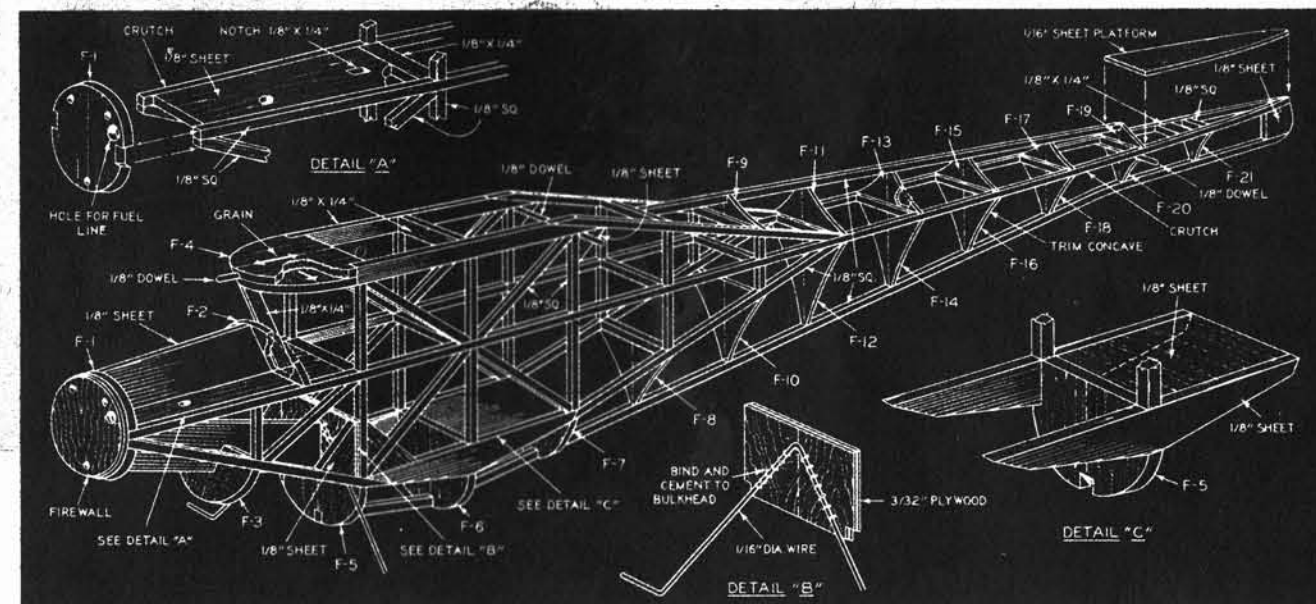 F-1
CRUTCH
1/8" SHEET
NOTCH 1/8" X 1/4"
1/8" X 1/4"
1/8" SQ
1/8" SQ
DETAIL "A"
HOLE FOR FUEL
LINE
1/16" SHEET PLATFORM
1/8" X 1/4"
1/8" SHEET
1/8" SQ
F-19
F-17
F-15
F-13
F-11
F-9
1/8" SHEET
1/8" DOWEL
1/8" X 1/4"
GRAIN
F-4
1/8" DOWEL
1/8" X 1/4"
F-2
1/8" SHEET
F-1
1/8" SQ
1/8" SQ
F-21
1/8" DOWEL
F-20
CRUTCH
F-18
TRIM CONCAVE
F-16
F-14
F-12
F-10
F-8
F-7
SEE DETAIL "C"
F-6
SEE DETAIL "B"
F-5
1/8" SHEET
F-3
SEE DETAIL "A"
FIREWALL
BIND AND
CEMENT TO
BULKHEAD
3/32" PLYWOOD
1/16" DIA. WIRE
DETAIL "B"
1/8" SHEET
1/8" SHEET
F-5
DETAIL "C"